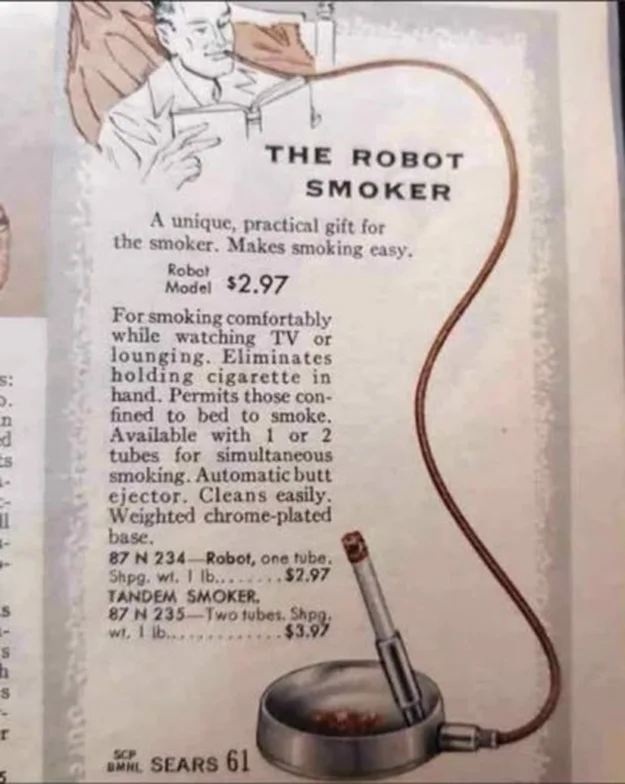 THE ROBOT
SMOKER
A unique, practical gift for
the smoker. Makes smoking easy.
Robot
Model $2.97
For smoking comfortably
while watching TV or
lounging. Eliminates
holding cigarette in
hand. Permits those con-
fined to bed to smoke.
Available with 1 or 2
tubes for simultaneous
smoking. Automatic butt
ejector. Cleans easily.
Weighted chrome-plated
base.
87 N 234—Robot, one tube.
Shpg. wt. 1 lb........$2.97
TANDEM SMOKER.
87 N 235—Two tubes. Shpg.
wt. 1 lb..............$3.97
SCP
BMNL SEARS 61